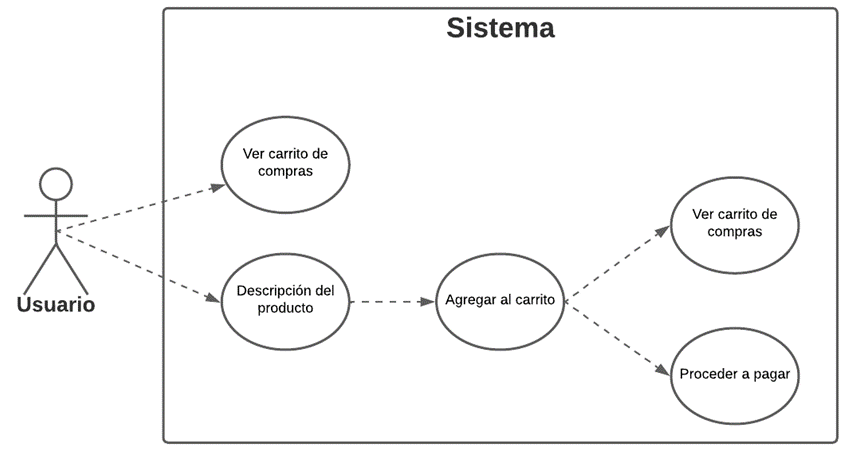 Sistema
Ver carrito de
compras
Ver carrito de
compras
Usuario
Descripción del
producto
Agregar al carrito
Proceder a pagar